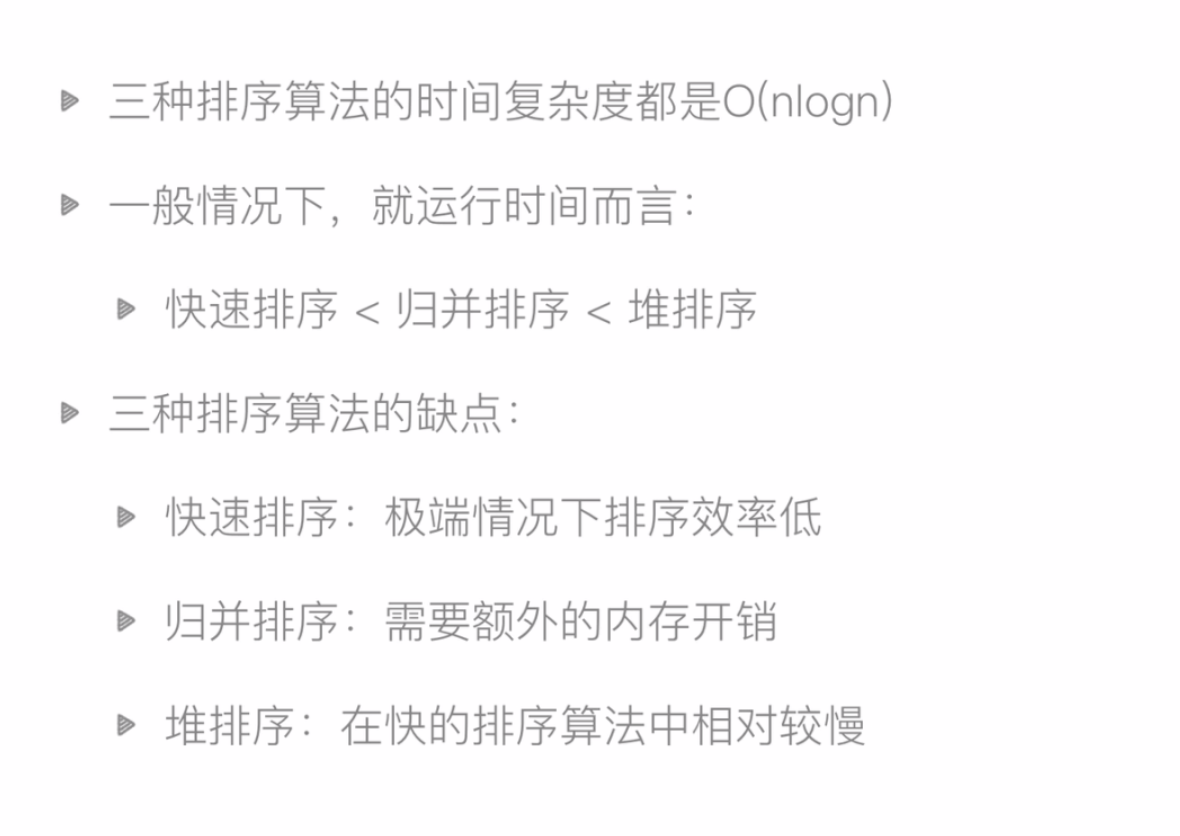 三种排序算法的时间复杂度都是O(nlogn)
一般情况下，就运行时间而言：
快速排序 < 归并排序 < 堆排序
三种排序算法的缺点：
快速排序：极端情况下排序效率低
归并排序：需要额外的内存开销
堆排序：在快的排序算法中相对较慢